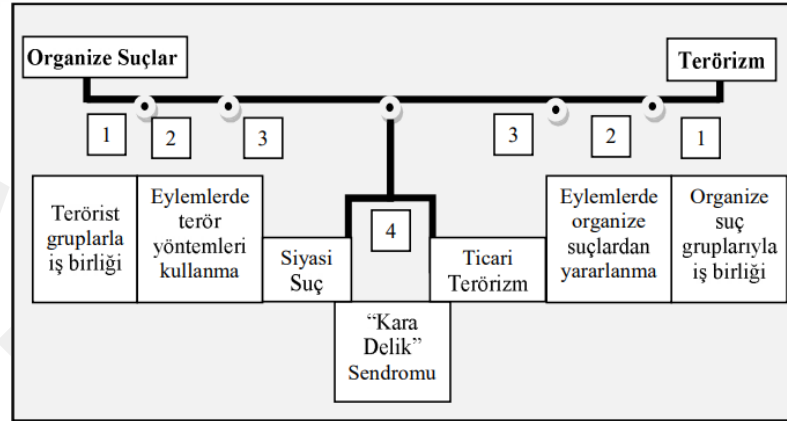 Organize Suçlar
Terörizm
1
2
3
3
2
1
Terörist
gruplarla
iş birliği
Eylemlerde
terör
yöntemleri
kullanma
Siyasi
Suç
4
Ticari
Terörizm
Eylemlerde
organize
suçlardan
yararlanma
Organize
suç
gruplarıyla
iş birliği
“Kara
Delik”
Sendromu